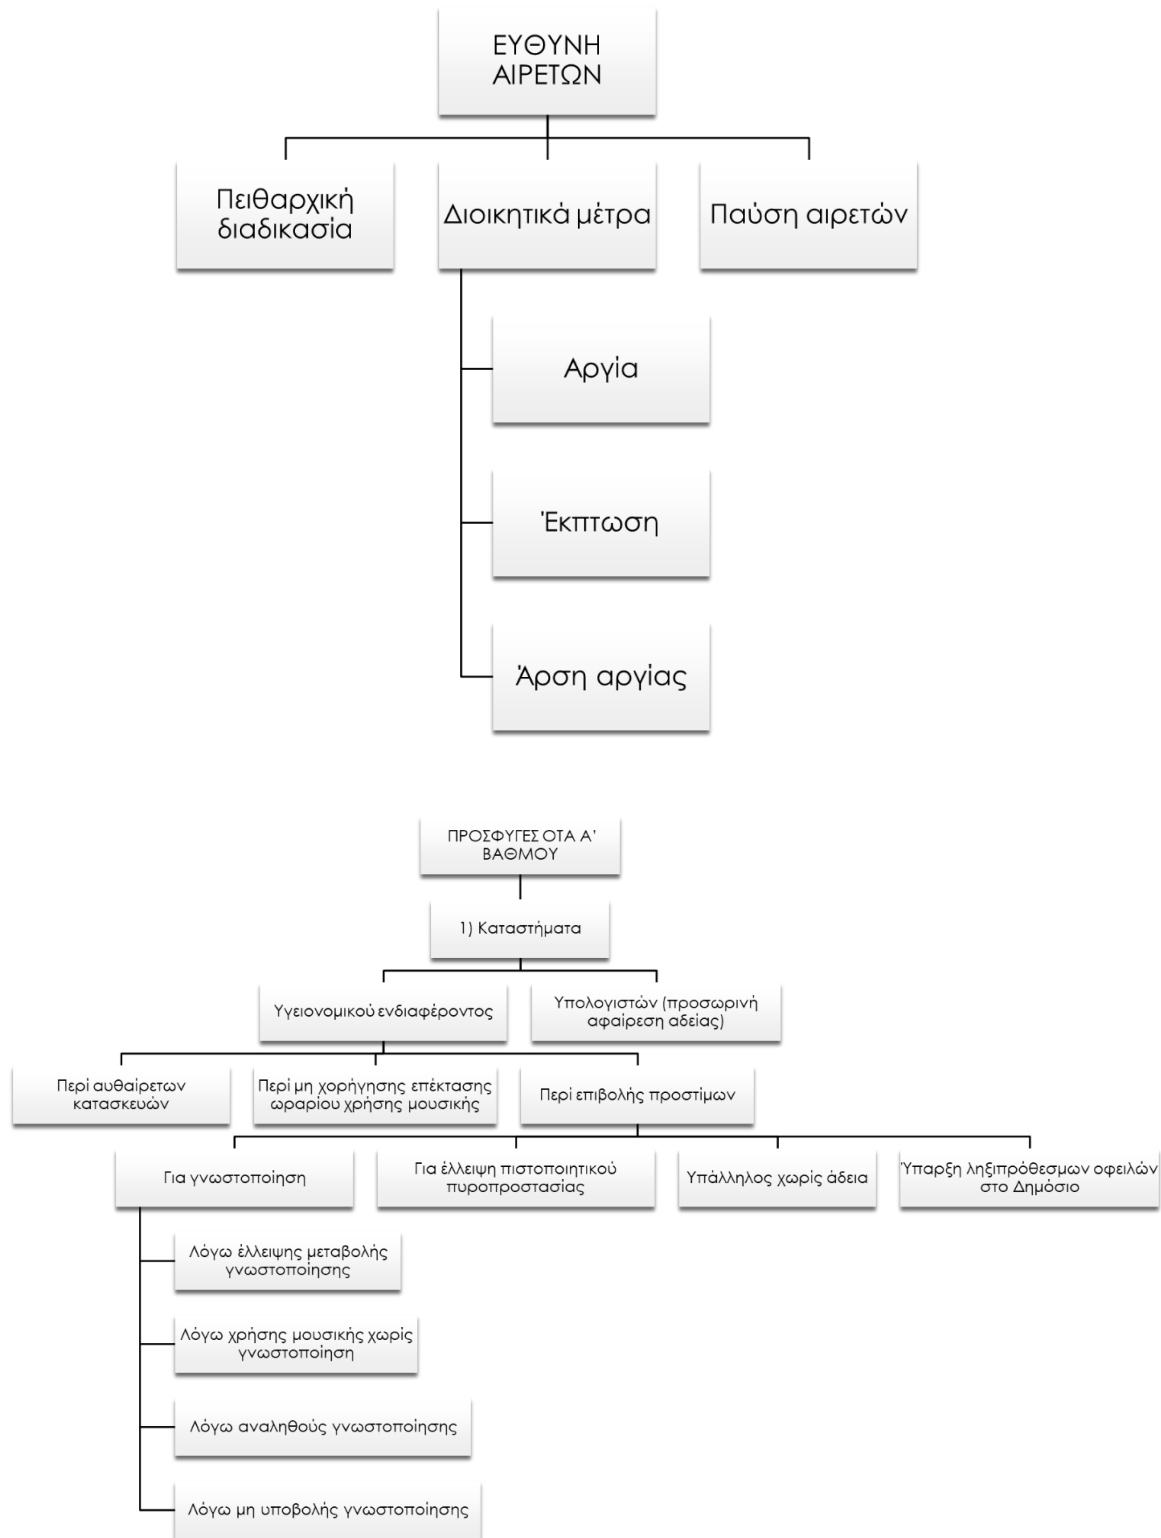 ΕΥΘΥΝΗ
ΑΙΡΕΤΩΝ
Πειθαρχική
διαδικασία
Διοικητικά μέτρα
Παύση αιρετών
Αργία
Έκπτωση
Άρση αργίας
ΠΡΟΣΦΥΓΕΣ ΟΤΑ Α'
ΒΑΘΜΟΥ
1) Καταστήματα
Υγειονομικού ενδιαφέροντος
Υπολογιστών (προσωρινή
αφαίρεση αδείας)
Περί αυθαίρετων
κατασκευών
Περί μη χορήγησης επέκτασης
ωραρίου χρήσης μουσικής
Περί επιβολής προστίμων
Για γνωστοποίηση
Για έλλειψη πιστοποιητικού
πυροπροστασίας
Υπάλληλος χωρίς άδεια
Ύπαρξη ληξιπρόθεσμων οφειλών
στο Δημόσιο
Λόγω έλλειψης μεταβολής
γνωστοποίησης
Λόγω χρήσης μουσικής χωρίς
γνωστοποίηση
Λόγω αναληθούς γνωστοποίησης
Λόγω μη υποβολής γνωστοποίησης